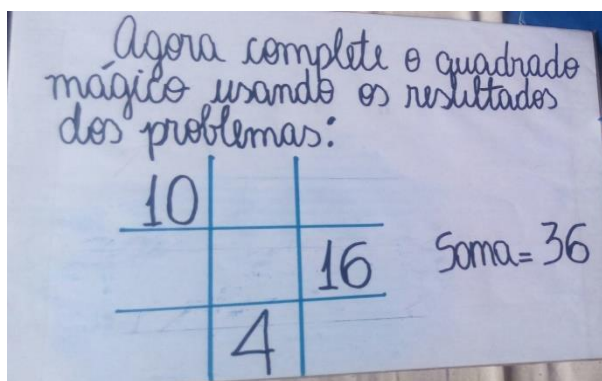 Agora complete o quadrado
mágico usando os resultados
dos problemas:
10
16
Soma = 36
4